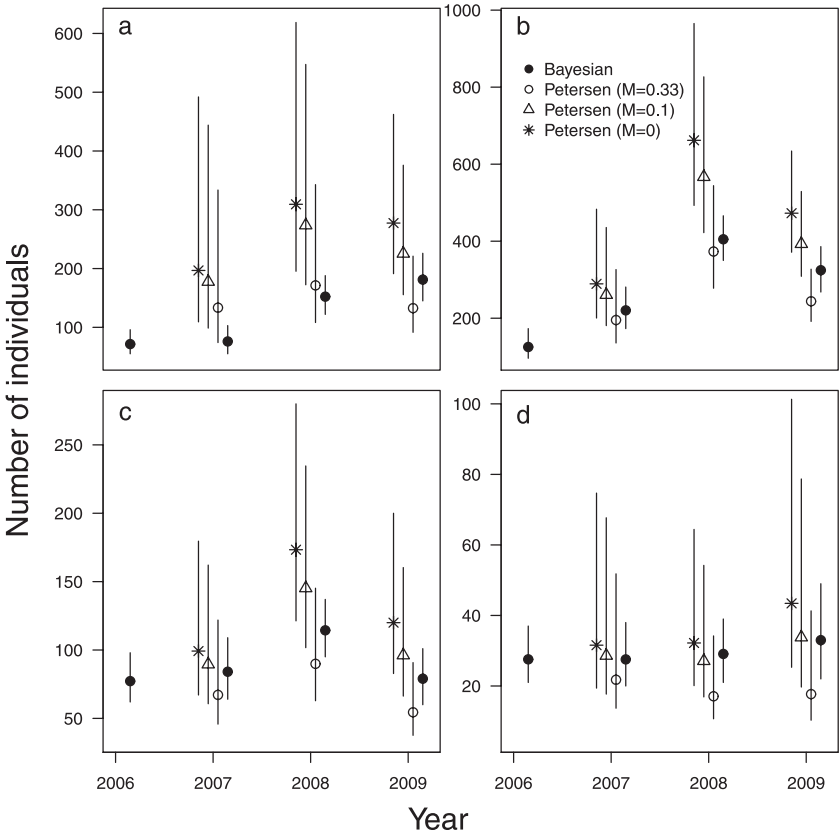 a
600
500
400
300
200
100
b
1000
800
600
400
200
Bayesian
Petersen (M=0.33)
Petersen (M=0.1)
Petersen (M=0)
c
250
200
150
100
50
d
100
80
60
40
20
2006 2007 2008 2009
2006 2007 2008 2009
Number of individuals
Year